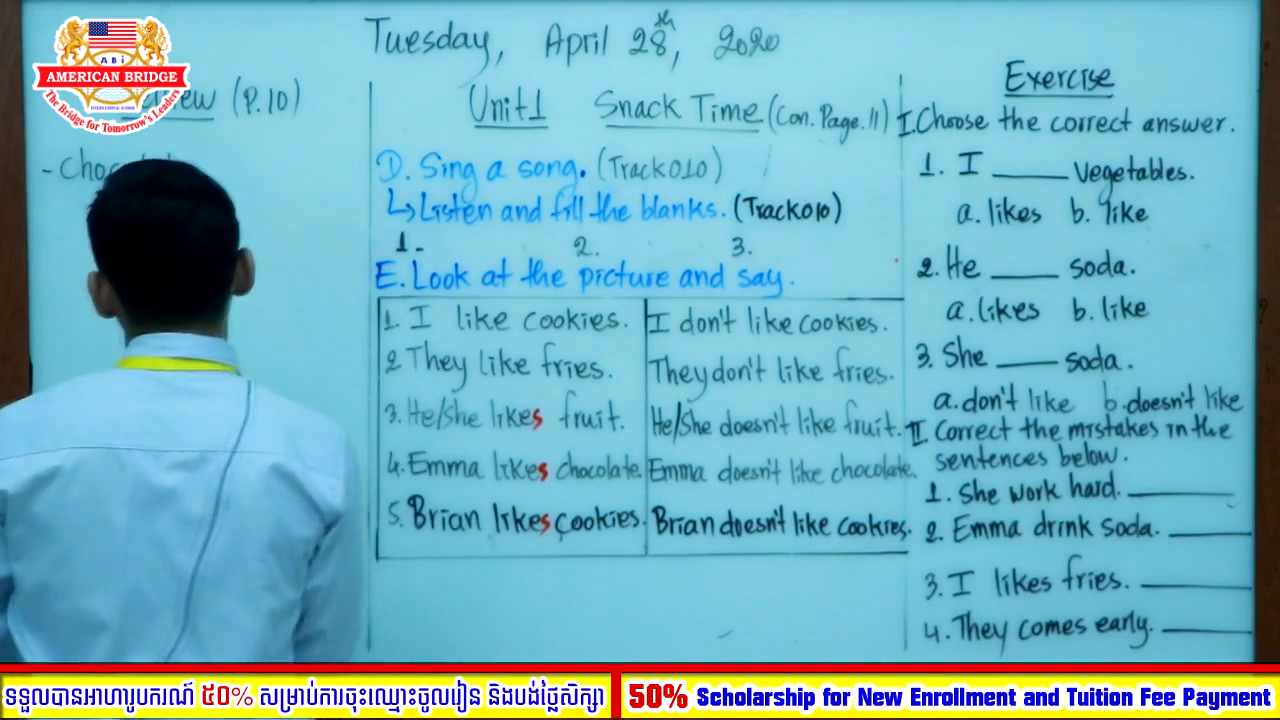 ABi
AMERICAN BRIDGE
INTERNATIONAL SCHOOL
The Bridge for Tomorrow's Leaders
Tuesday, April 28th, 2020
(P.10)
Unit1 Snack Time (Con. Page. 11)
D. Sing a song. (Track010)
↳ Listen and fill the blanks. (Track010)
1- 2. 3.
E. Look at the picture and say.
1. I like cookies. I don't like cookies.
2. They like fries. They don't like fries.
3. He/She likes fruit. He/She doesn't like fruit.
4. Emma likes chocolate. Emma doesn't like chocolate.
5. Brian likes cookies. Brian doesn't like cookies.
Exercise
I. Choose the correct answer.
1. I ____ vegetables.
a. likes b. like
2. He ____ soda.
a. likes b. like
3. She ____ soda.
a. don't like b. doesn't like
II. Correct the mistakes in the
sentences below.
1. She work hard. ____
2. Emma drink soda. ____
3. I likes fries. ____
4. They comes early. ____
ទទួលបានអាហារូបករណ៍ ៥០% សម្រាប់ការចុះឈ្មោះចូលរៀន និងបង់ថ្លៃសិក្សា
50% Scholarship for New Enrollment and Tuition Fee Payment